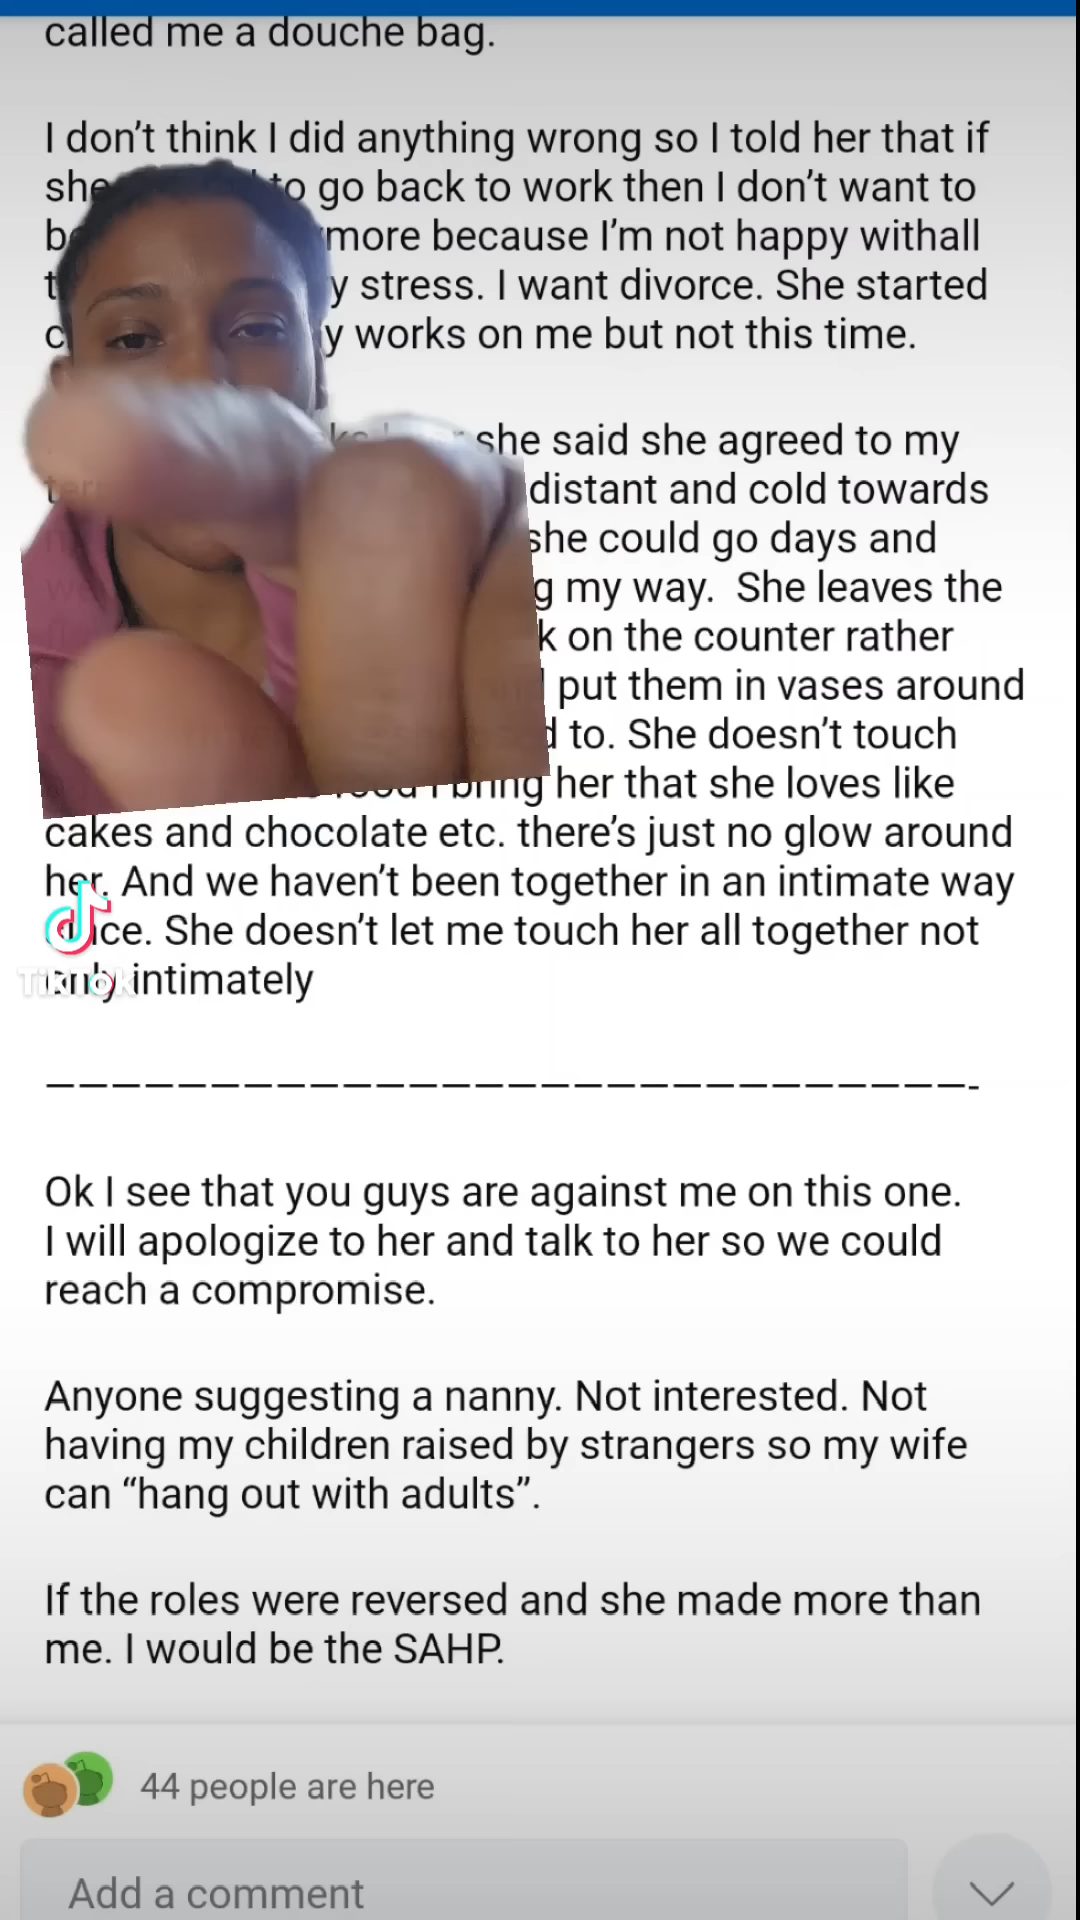 called me a douche bag.
I don't think I did anything wrong so I told her that if
she to go back to work then I don't want to
more because I'm not happy withall
y stress. I want divorce. She started
y works on me but not this time.
she said she agreed to my
distant and cold towards
she could go days and
g my way. She leaves the
k on the counter rather
put them in vases around
d to. She doesn't touch
food I bring her that she loves like
cakes and chocolate etc. there's just no glow around
her. And we haven't been together in an intimate way
ce. She doesn't let me touch her all together not
only intimately
————————————————————————————-
Ok I see that you guys are against me on this one.
I will apologize to her and talk to her so we could
reach a compromise.
Anyone suggesting a nanny. Not interested. Not
having my children raised by strangers so my wife
can “hang out with adults”.
If the roles were reversed and she made more than
me. I would be the SAHP.
44 people are here
Add a comment
TikTok